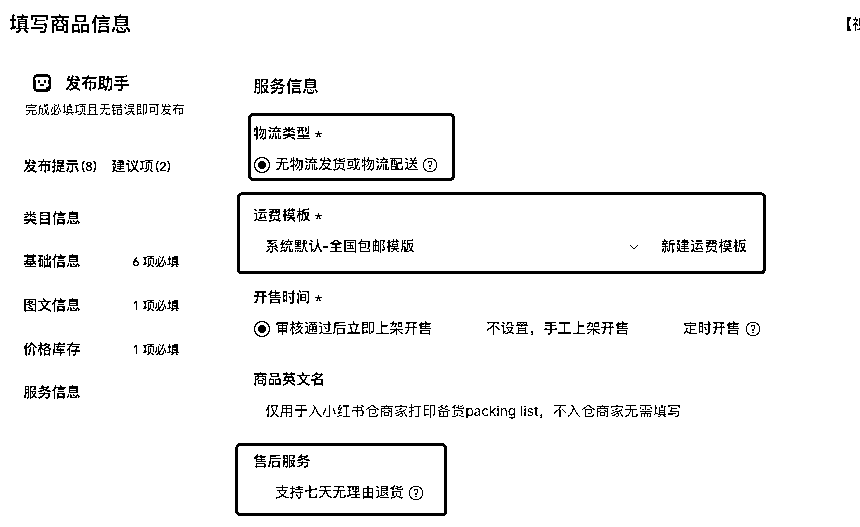 填写商品信息
发布助手
完成必填项且无错误即可发布
发布提示(8) 建议项(2)
类目信息
基础信息 6 项必填
图文信息 1 项必填
价格库存 1 项必填
服务信息
服务信息
物流类型 *
无物流发货或物流配送 ?
运费模板 *
系统默认-全国包邮模版 新建运费模板
开售时间 *
审核通过后立即上架开售 不设置，手工上架开售 定时开售 ?
商品英文名
仅用于入小红书仓商家打印备货packing list，不入仓商家无需填写
售后服务
支持七天无理由退货 ?